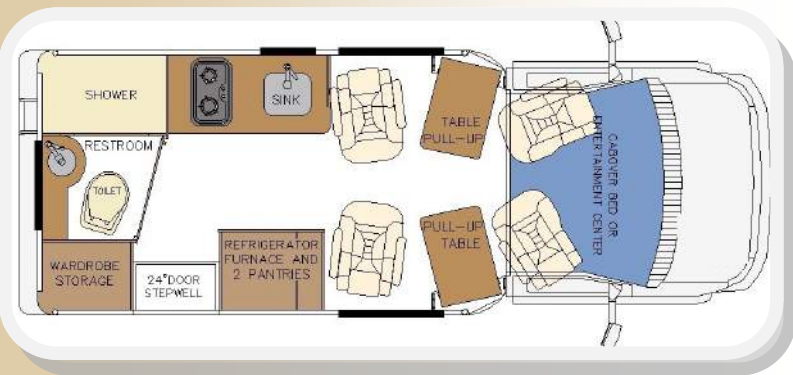 SHOWER
SINK
RESTROOM
TOILET
WARDROBE
STORAGE
24"DOOR
STEPWELL
REFRIGERATOR
FURNACE AND
2 PANTRIES
TABLE
PULL-UP
PULL-UP
TABLE
CABOVER BED OR
ENTERTAINMENT CENTER